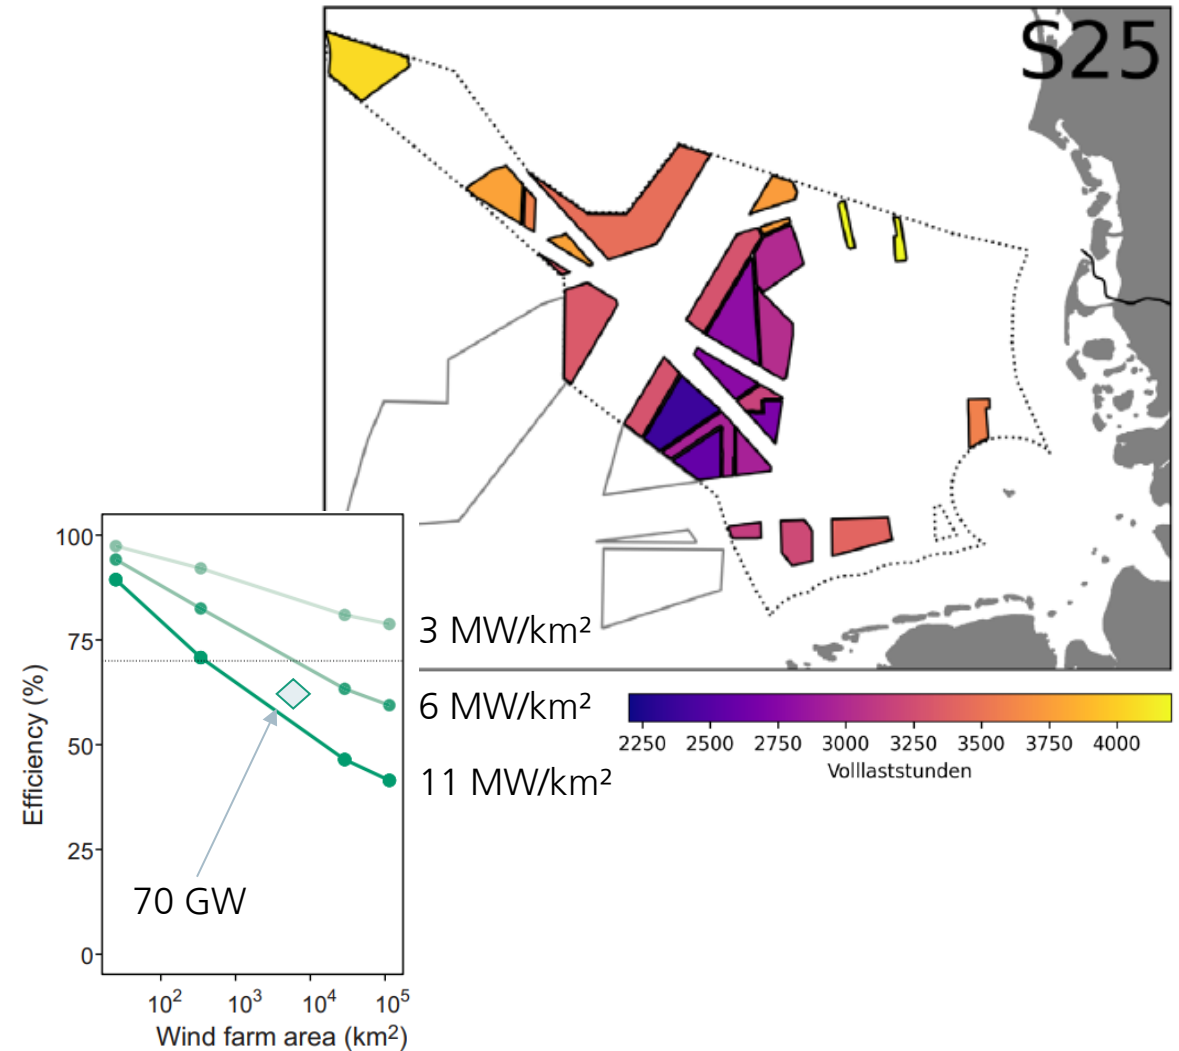 S25
100
75
50
25
0
Efficiency (%)
10²
10³
10⁴
10⁵
Wind farm area (km²)
70 GW
3 MW/km²
6 MW/km²
11 MW/km²
2250 2500 2750 3000 3250 3500 3750 4000
Volllaststunden